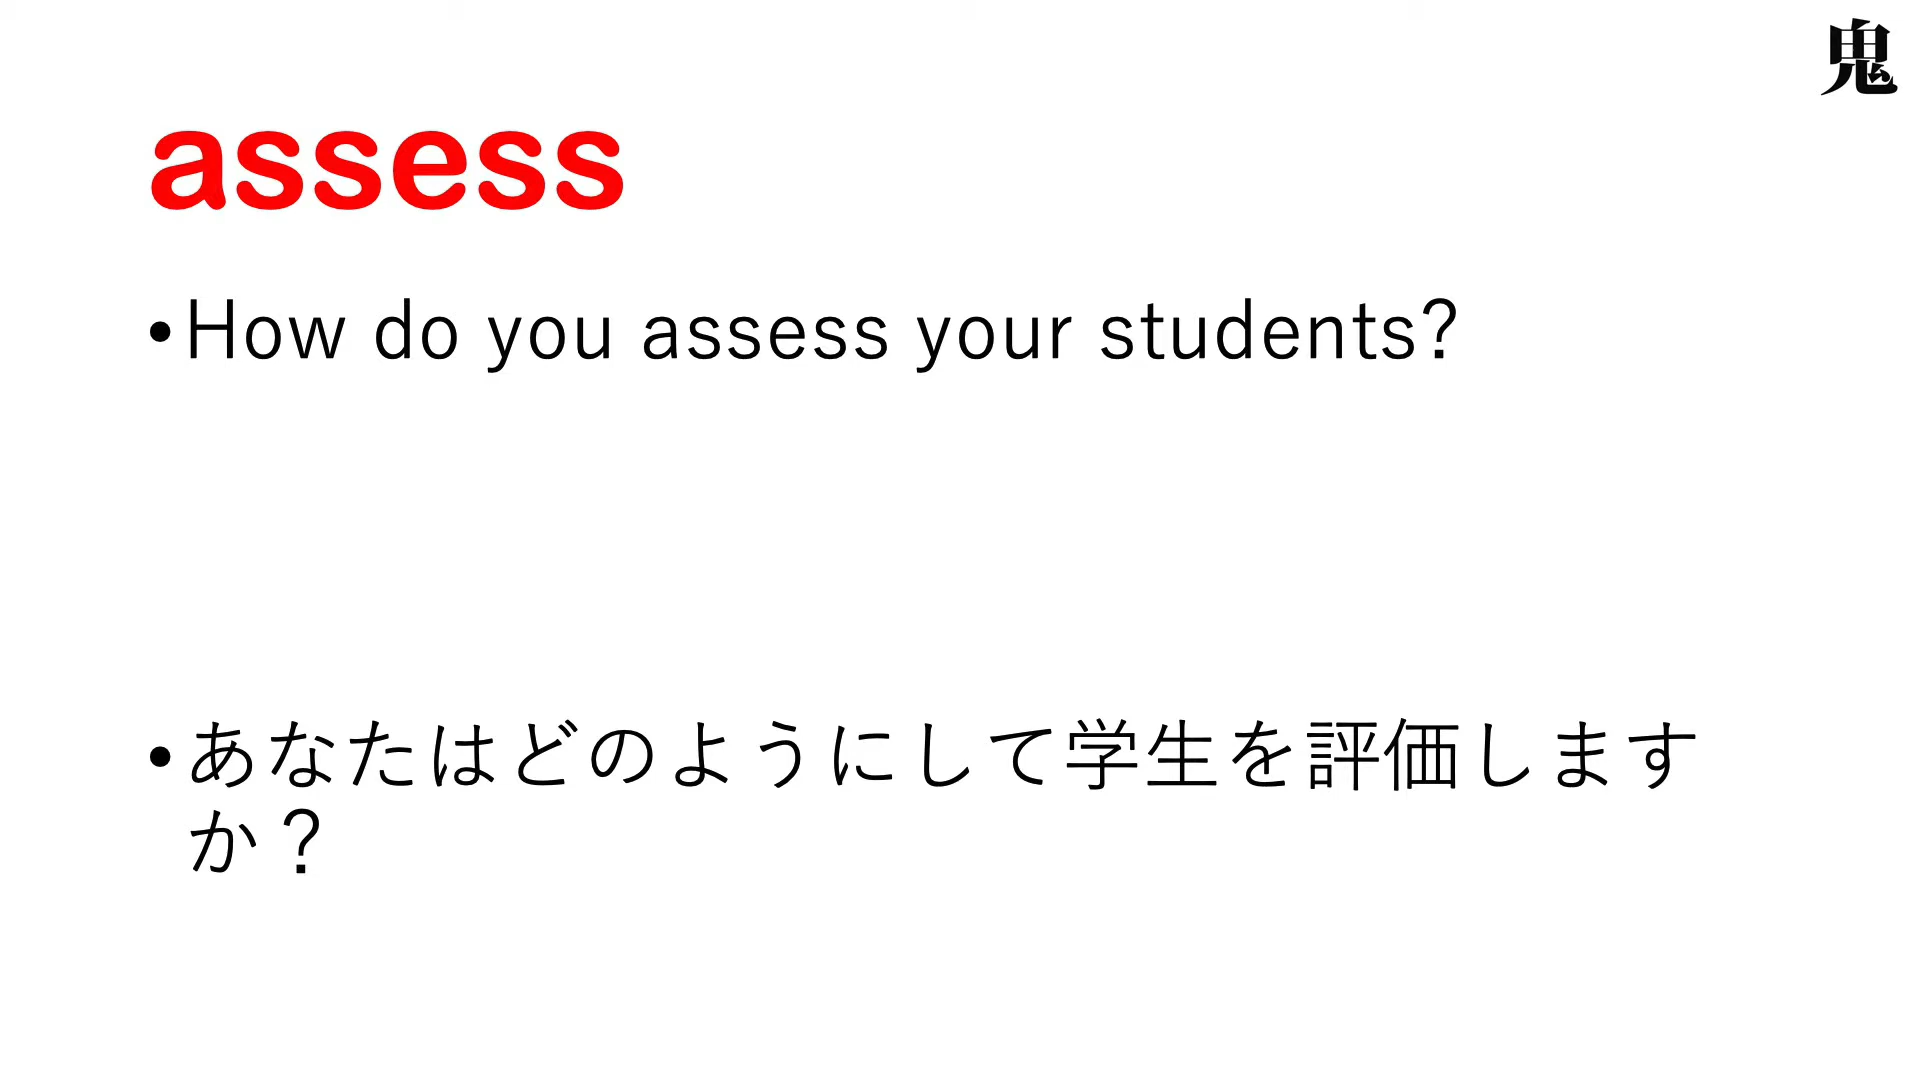 鬼
assess
•How do you assess your students?
•あなたはどのようにして学生を評価します
か？